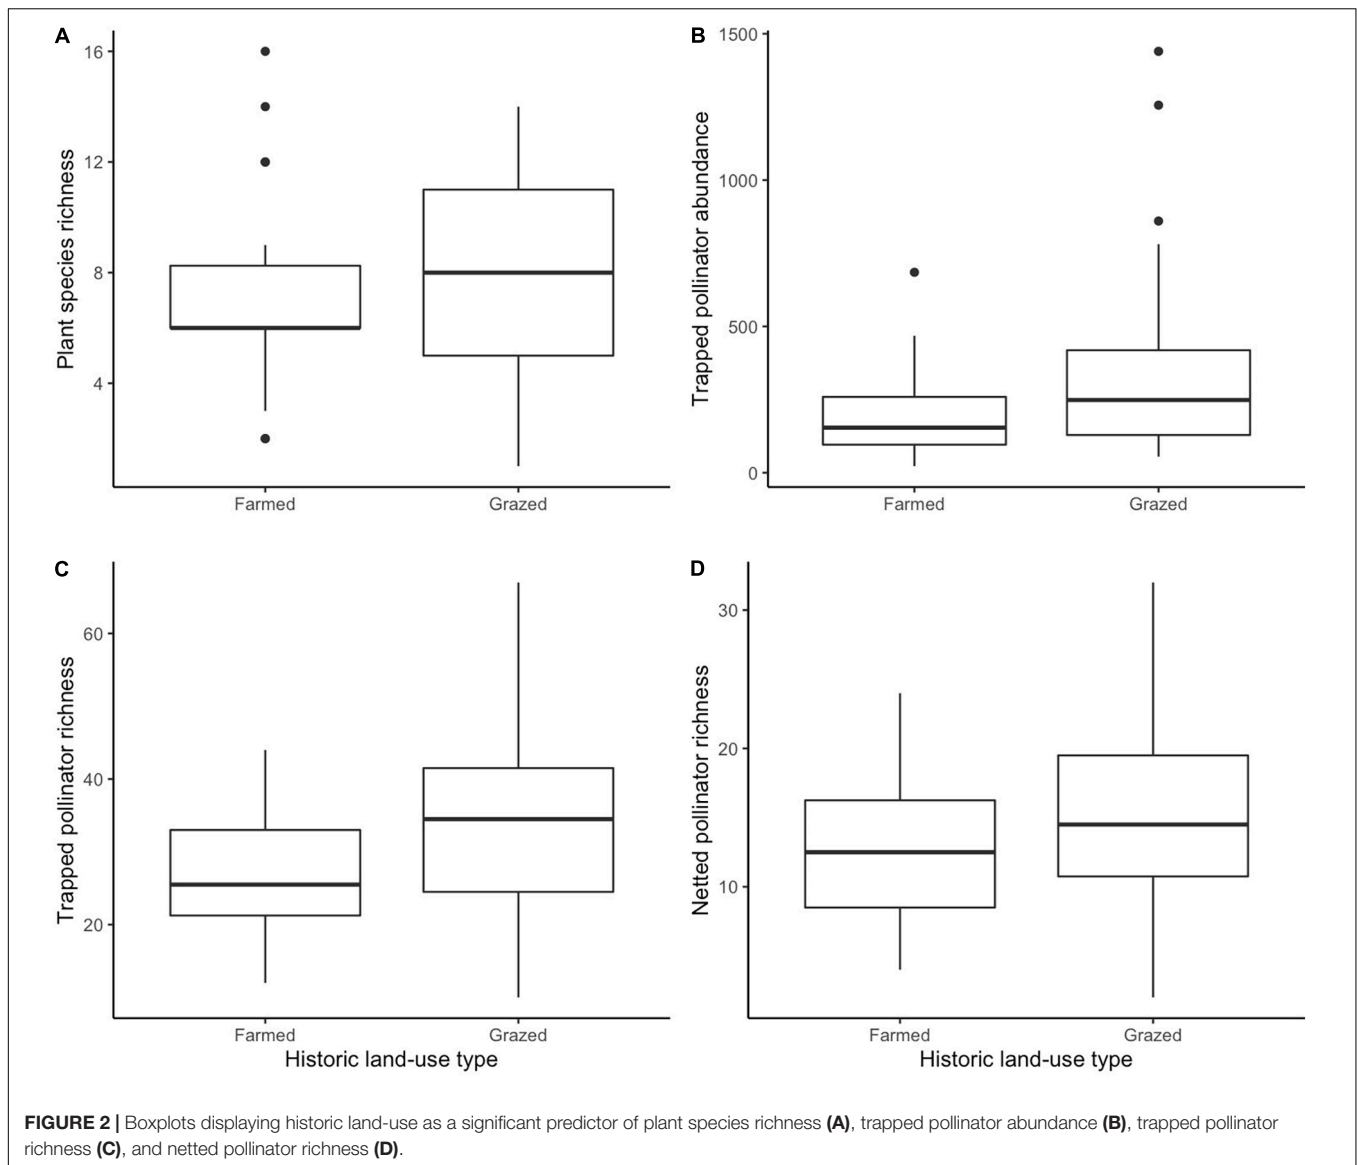 A
Plant species richness
16
12
8
4
Farmed
Grazed
B
Trapped pollinator abundance
1500
1000
500
0
Farmed
Grazed
C
Trapped pollinator richness
60
40
20
Farmed
Grazed
Historic land-use type
D
Netted pollinator richness
30
20
10
Farmed
Grazed
Historic land-use type
FIGURE 2 | Boxplots displaying historic land-use as a significant predictor of plant species richness (A), trapped pollinator abundance (B), trapped pollinator
richness (C), and netted pollinator richness (D).